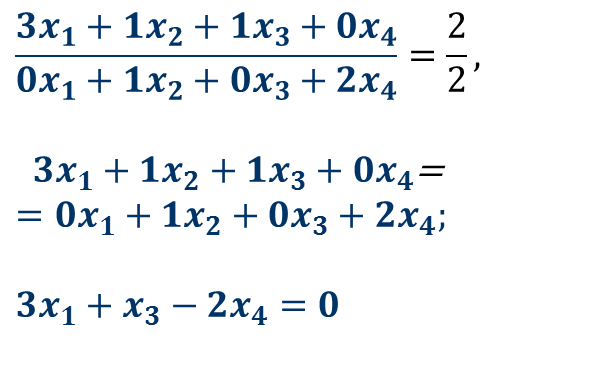 3x₁ + 1x₂ + 1x₃ + 0x₄
0x₁ + 1x₂ + 0x₃ + 2x₄ = 2/2,
3x₁ + 1x₂ + 1x₃ + 0x₄ =
= 0x₁ + 1x₂ + 0x₃ + 2x₄;
3x₁ + x₃ − 2x₄ = 0